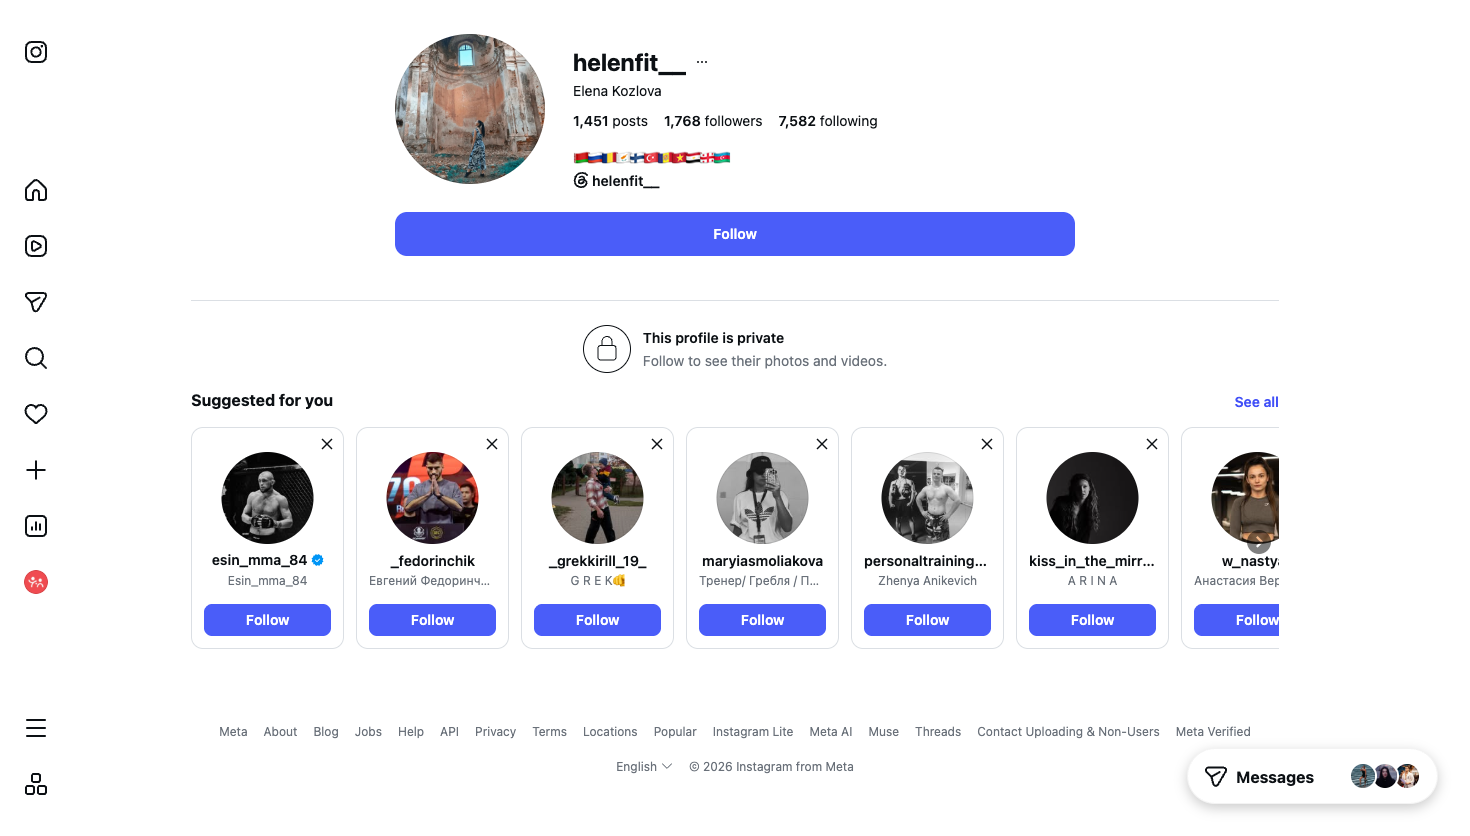 helenfit__ ...
Elena Kozlova
1,451 posts 1,768 followers 7,582 following
🇧🇾🇷🇺🇷🇴🇨🇾🇫🇮🇹🇷🇲🇩🇻🇳🇪🇬🇬🇪🇦🇿
helenfit__
Follow
This profile is private
Follow to see their photos and videos.
Suggested for you
See all
esin_mma_84
Esin_mma_84
Follow
_fedorinchik
Евгений Федоринч...
Follow
_grekkirill_19_
G R E K👊
Follow
maryiasmoliakova
Тренер/ Гребля / П...
Follow
personaltraining...
Zhenya Anikevich
Follow
kiss_in_the_mirr...
A R I N A
Follow
w_nasty
Анастасия Вер
Follow
Meta About Blog Jobs Help API Privacy Terms Locations Popular Instagram Lite Meta AI Muse Threads Contact Uploading & Non-Users Meta Verified
English © 2026 Instagram from Meta
Messages